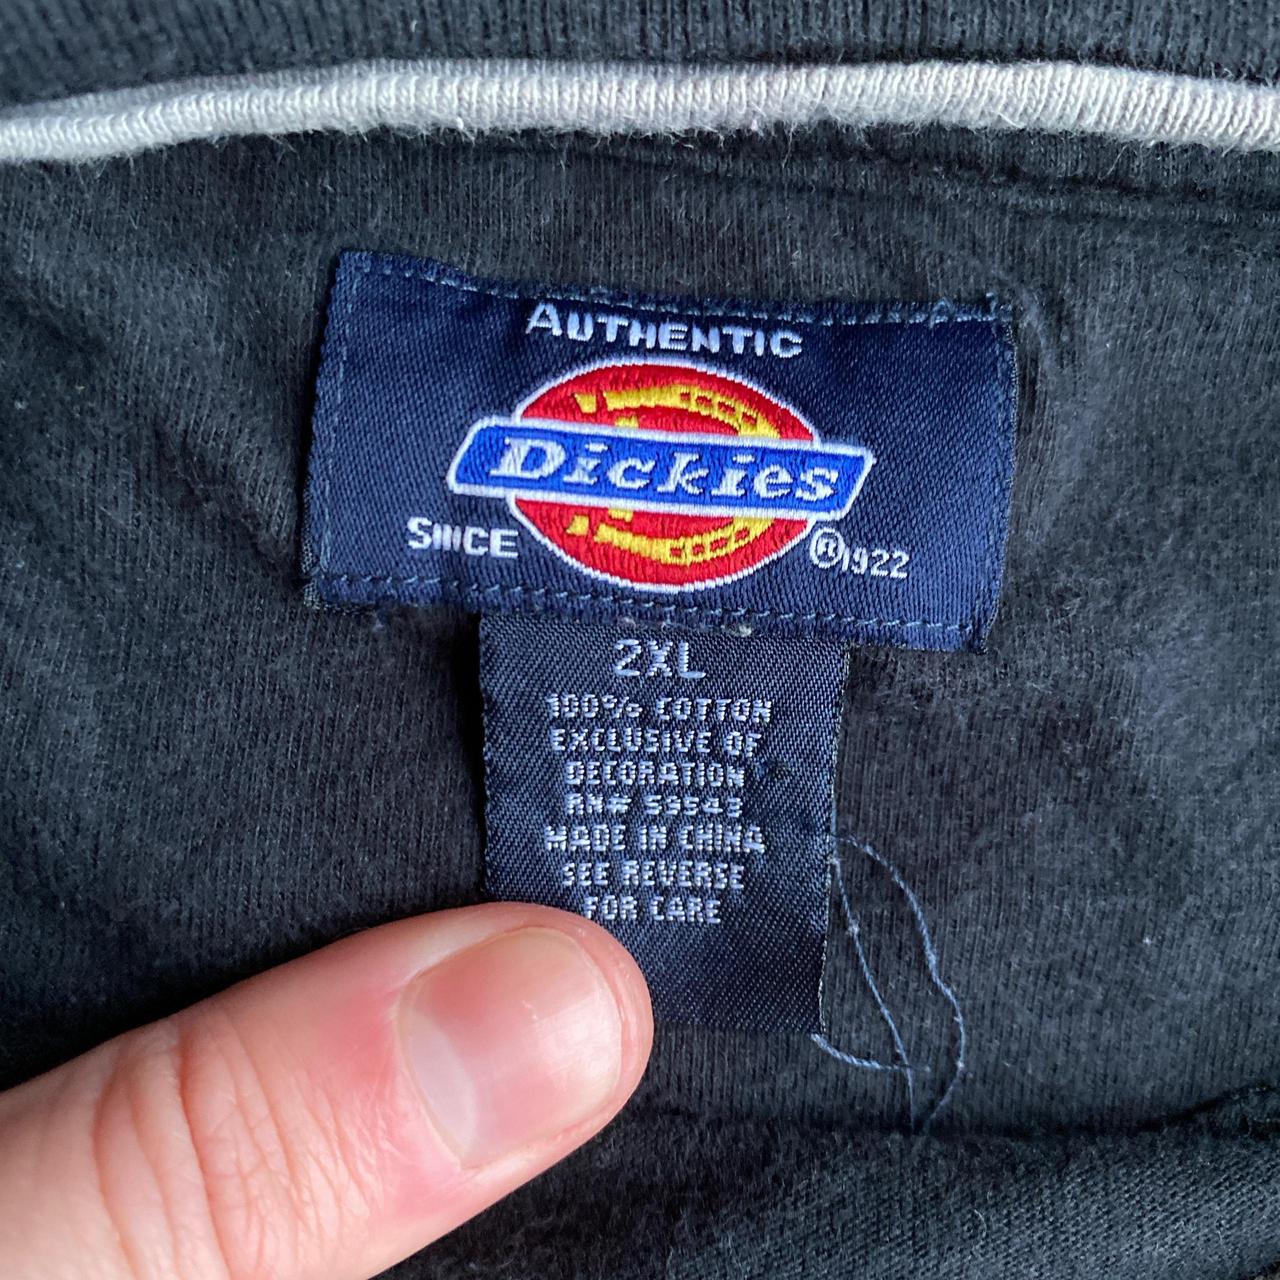 AUTHENTIC
Dickies
SINCE ® 1922
2XL
100% COTTON
EXCLUSIVE OF
DECORATION
RN# 59543
MADE IN CHINA
SEE REVERSE
FOR CARE